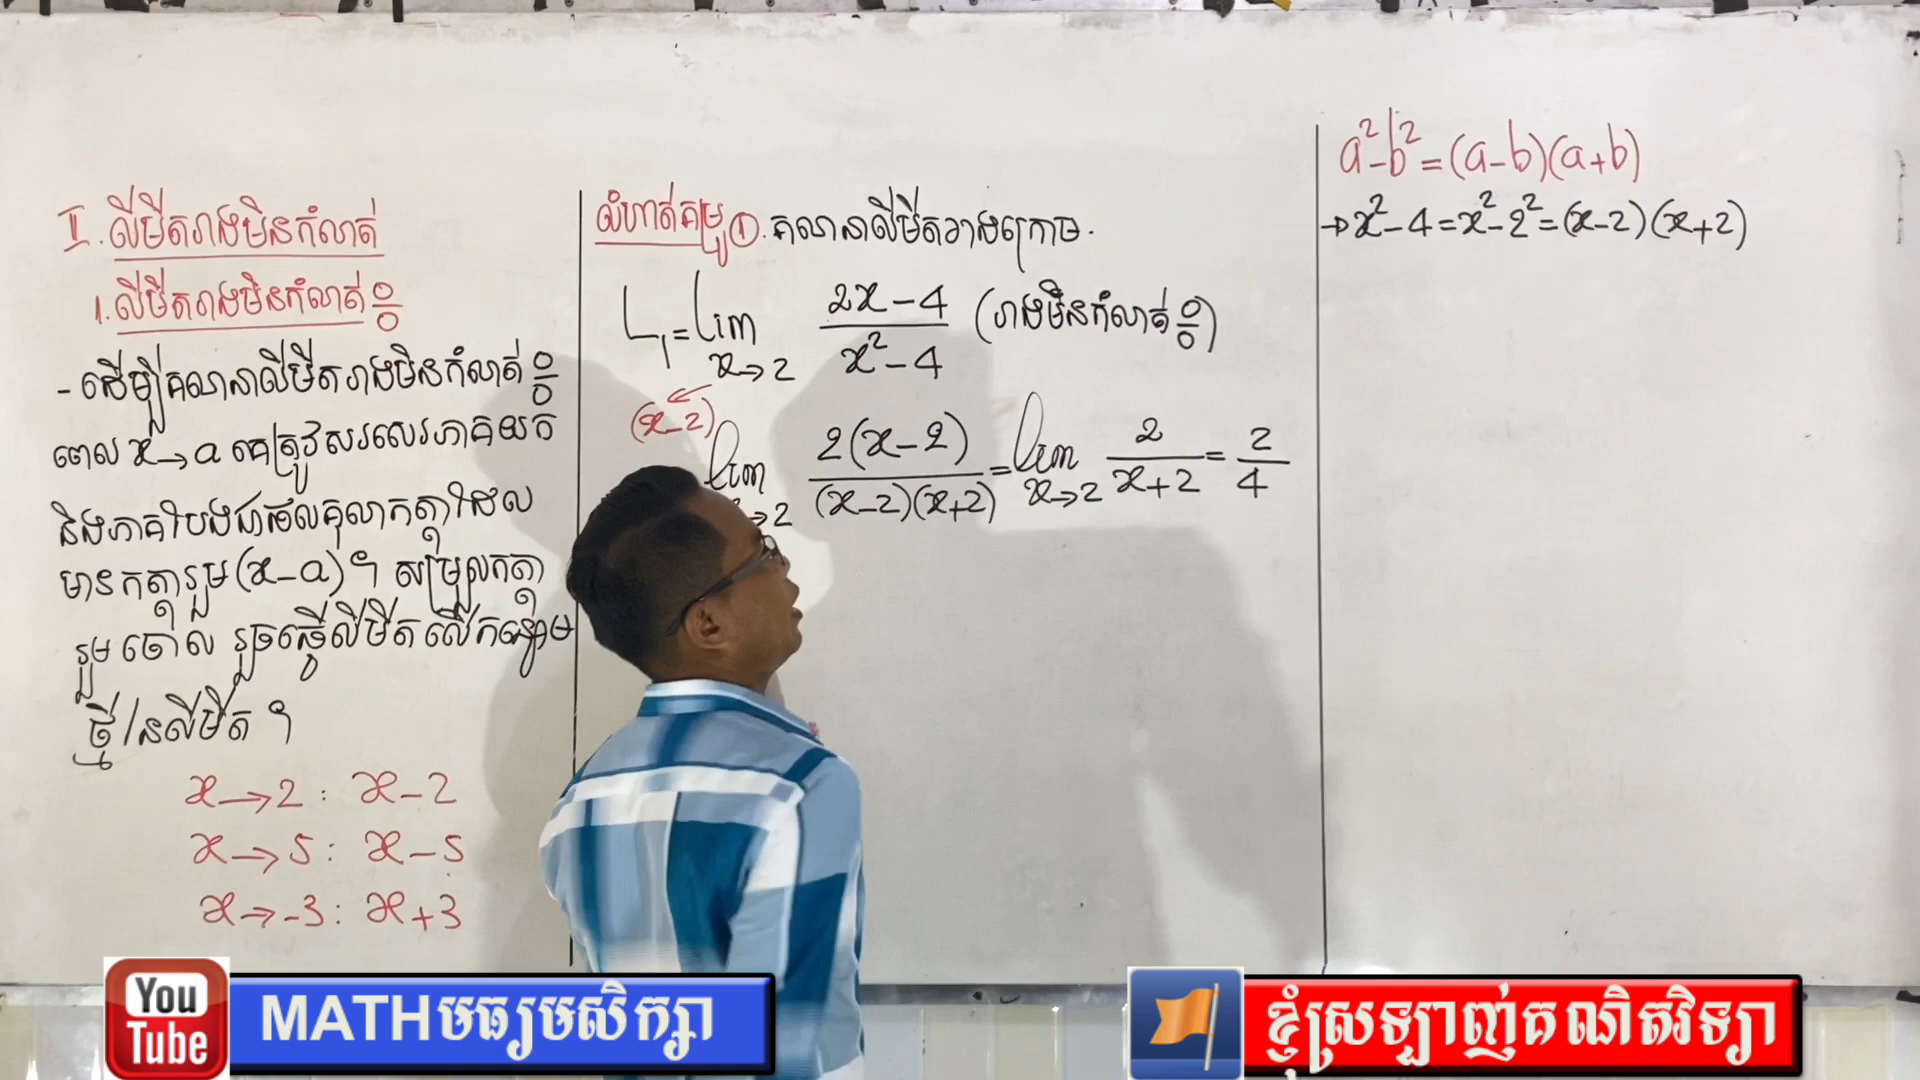 II. លីមីតរាងមិនកំណត់
1. លីមីតរាងមិនកំណត់ 0/0
- ដើម្បីគណនាលីមីតរាងមិនកំណត់ 0/0
ពេល x→a គេត្រូវសរសេរភាគយក
និងភាគបែងជាផលគុណកត្តាដែល
មានកត្តារួម (x-a) ។ សម្រួលកត្តា
រួមចោល រួចធ្វើលីមីតលើកន្សោម
ថ្មីនៃលីមីត ។
x→2 : x-2
x→5 : x-5
x→-3 : x+3
លំហាត់គម្រូ ①. គណនាលីមីតខាងក្រោម.
L₁ = lim x→2 (2x-4)/(x²-4) (រាងមិនកំណត់ 0/0)
(x-2)
lim →2 2(x-2)/(x-2)(x+2) = lim x→2 2/(x+2) = 2/4
a²-b² = (a-b)(a+b)
→ x²-4 = x²-2² = (x-2)(x+2)
You
Tube
MATHមធ្យមសិក្សា
ខ្ញុំស្រឡាញ់គណិតវិទ្យា